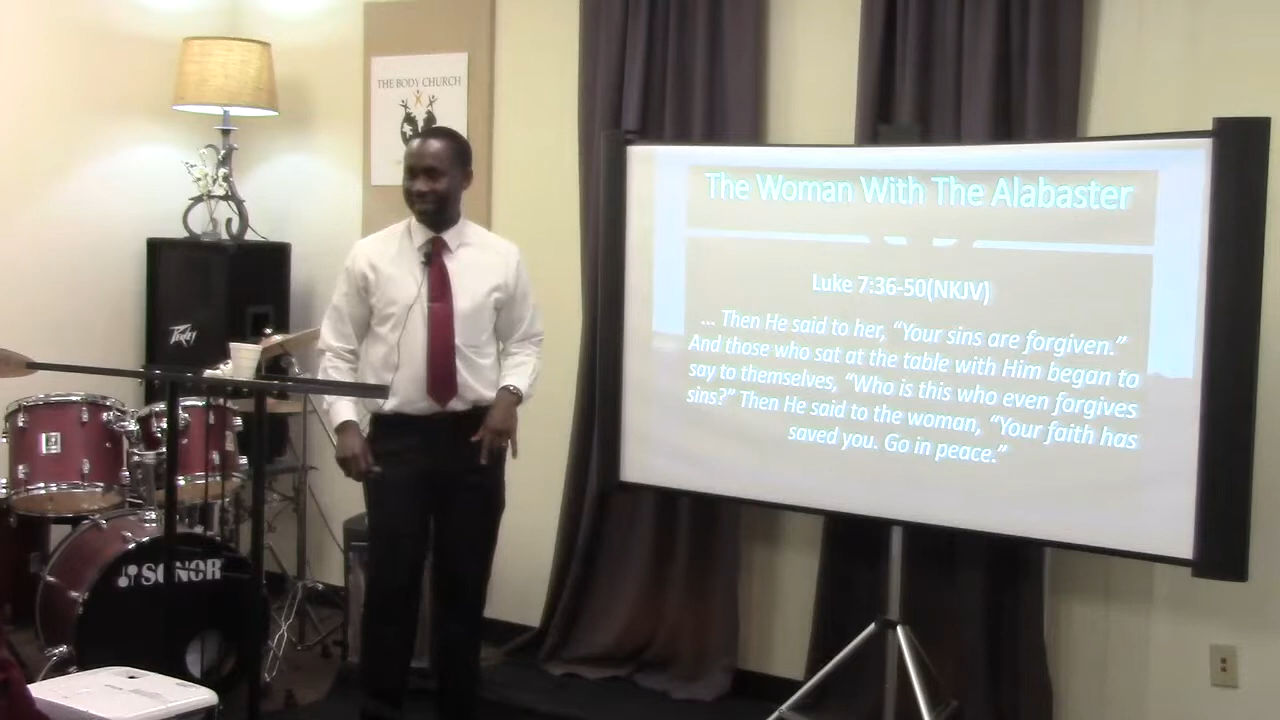 THE BODY CHURCH
PEAVEY
SONOR
The Woman With The Alabaster
Luke 7:36-50(NKJV)
... Then He said to her, “Your sins are forgiven.”
And those who sat at the table with Him began to
say to themselves, “Who is this who even forgives
sins?” Then He said to the woman, “Your faith has
saved you. Go in peace.”